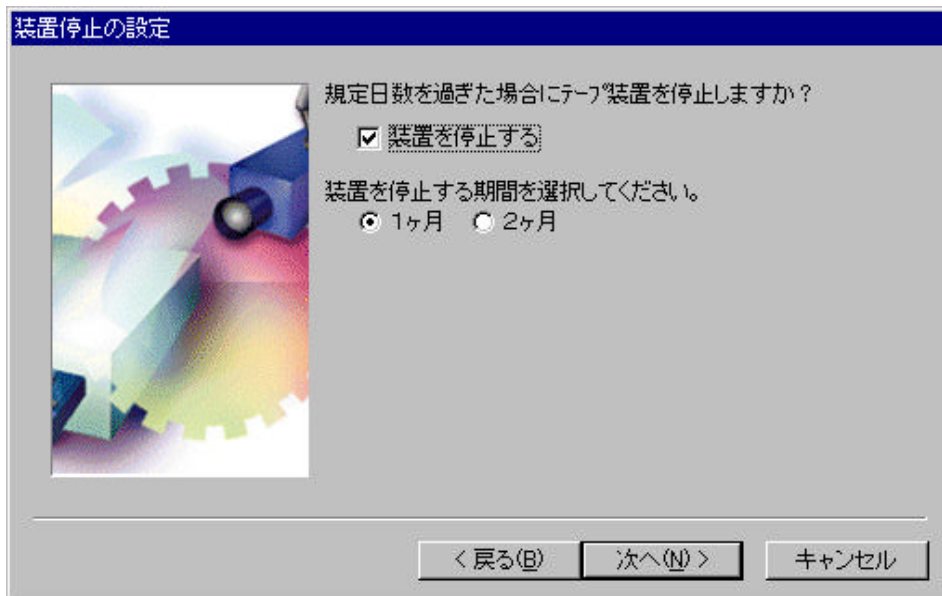 装置停止の設定
規定日数を過ぎた場合にﾃｰﾌﾟ装置を停止しますか？
装置を停止する
装置を停止する期間を選択してください。
1ヶ月 2ヶ月
< 戻る(B) 次へ(N) > キャンセル